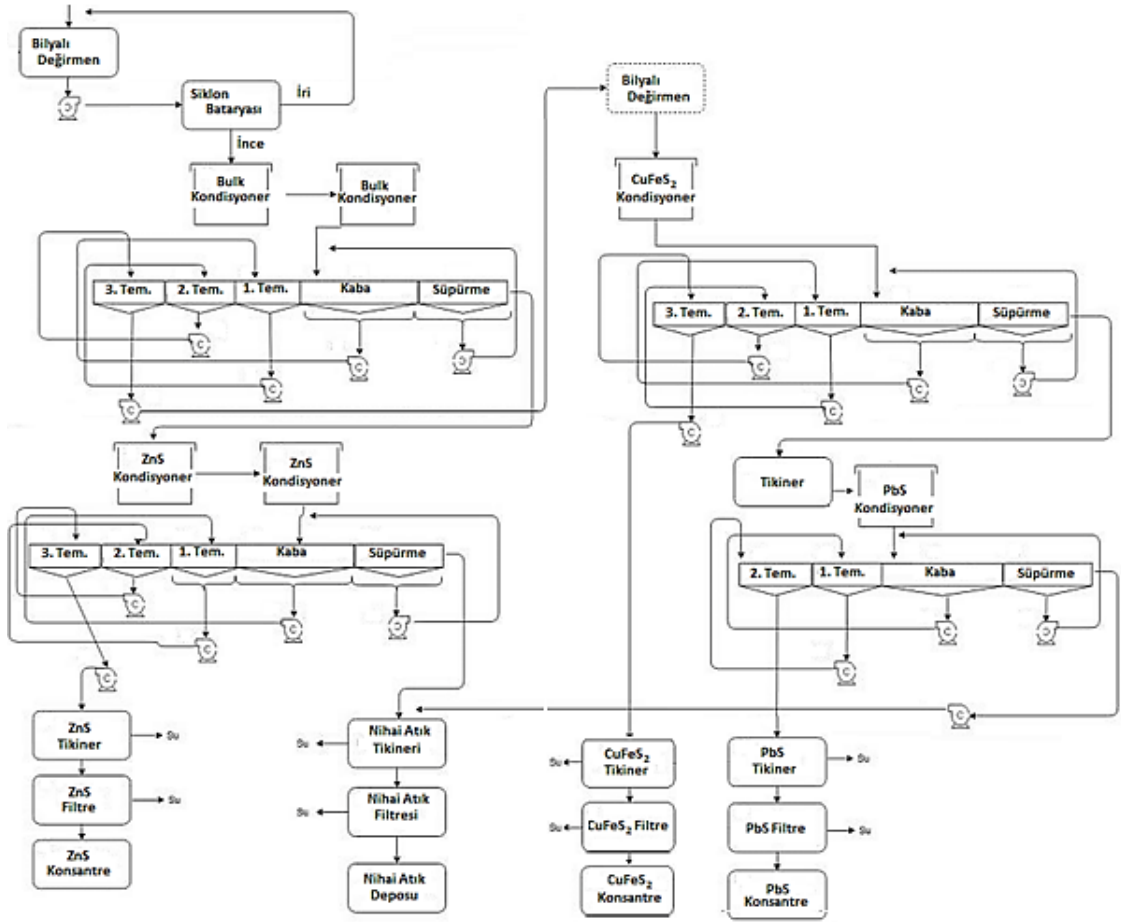 Bilyalı
Değirmen
Siklon
Bataryası
İri
İnce
Bulk
Kondisyoner
Bulk
Kondisyoner
3. Tem.
2. Tem.
1. Tem.
Kaba
Süpürme
C
C
C
C
ZnS
Kondisyoner
ZnS
Kondisyoner
3. Tem.
2. Tem.
1. Tem.
Kaba
Süpürme
C
C
C
C
ZnS
Tikiner
Su
ZnS
Filtre
Su
ZnS
Konsantre
Nihai Atık
Tikineri
Su
Nihai Atık
Filtresi
Su
Nihai Atık
Deposu
Bilyalı
Değirmen
CuFeS₂
Kondisyoner
3. Tem.
2. Tem.
1. Tem.
Kaba
Süpürme
C
C
C
C
Tikiner
PbS
Kondisyoner
2. Tem.
1. Tem.
Kaba
Süpürme
C
C
C
CuFeS₂
Tikiner
Su
CuFeS₂ Filtre
Su
CuFeS₂
Konsantre
PbS
Tikiner
Su
PbS Filtre
Su
PbS
Konsantre